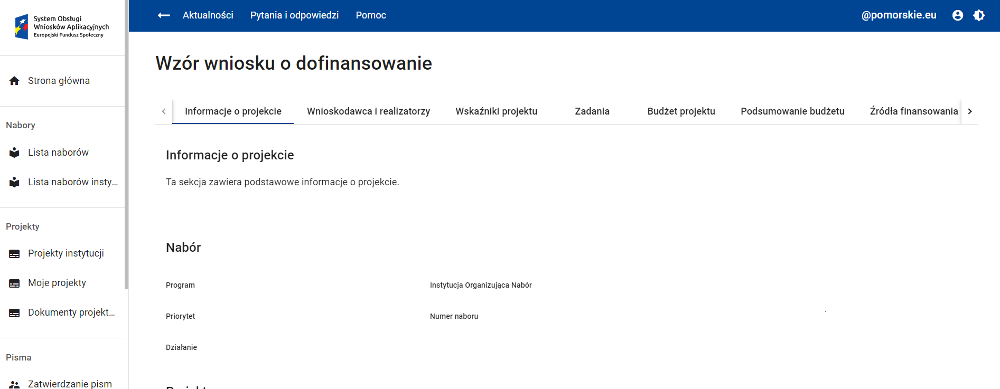 System Obsługi
Wniosków Aplikacyjnych
Europejski Fundusz Społeczny
Aktualności Pytania i odpowiedzi Pomoc @pomorskie.eu
Strona główna
Nabory
Lista naborów
Lista naborów insty...
Projekty
Projekty instytucji
Moje projekty
Dokumenty projekt...
Pisma
Zatwierdzanie pism
Wzór wniosku o dofinansowanie
Informacje o projekcie Wnioskodawca i realizatorzy Wskaźniki projektu Zadania Budżet projektu Podsumowanie budżetu Źródła finansowania
Informacje o projekcie
Ta sekcja zawiera podstawowe informacje o projekcie.
Nabór
Program Instytucja Organizująca Nabór
Priorytet Numer naboru
Działanie